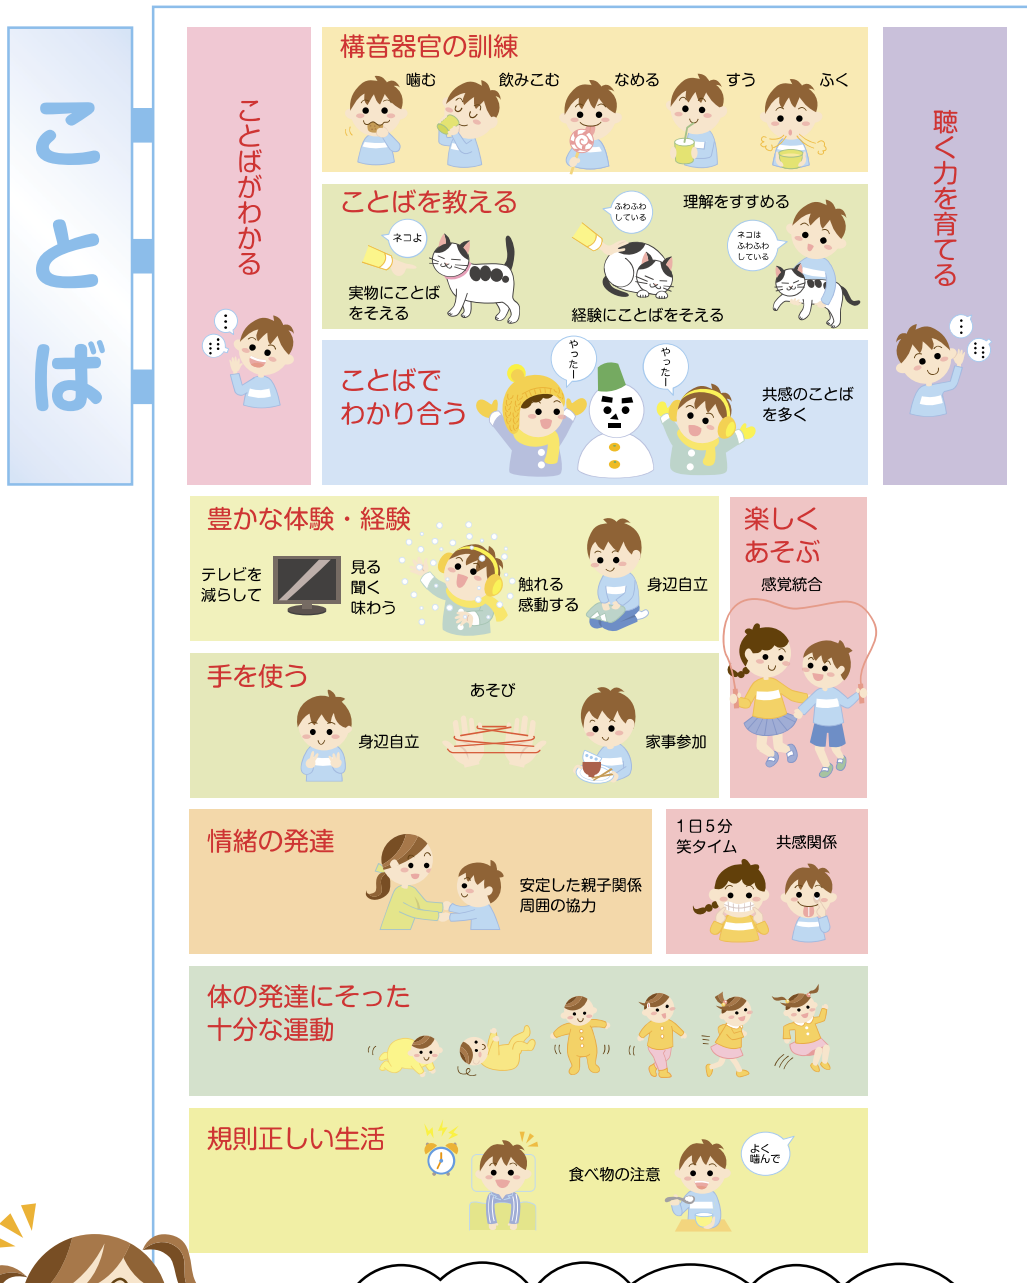 ことば
ことばがわかる
構音器官の訓練
噛む
飲みこむ
なめる
すう
ふく
聴く力を育てる
ことばを教える
ネコよ
実物にことば
をそえる
ふわふわ
している
経験にことばをそえる
理解をすすめる
ネコは
ふわふわ
している
ことばで
わかり合う
やったー
やったー
共感のことば
を多く
豊かな体験・経験
テレビを
減らして
見る
聞く
味わう
触れる
感動する
身辺自立
楽しく
あそぶ
感覚統合
手を使う
身辺自立
あそび
家事参加
情緒の発達
安定した親子関係
周囲の協力
1日5分
笑タイム
共感関係
体の発達にそった
十分な運動
規則正しい生活
食べ物の注意
よく
噛んで